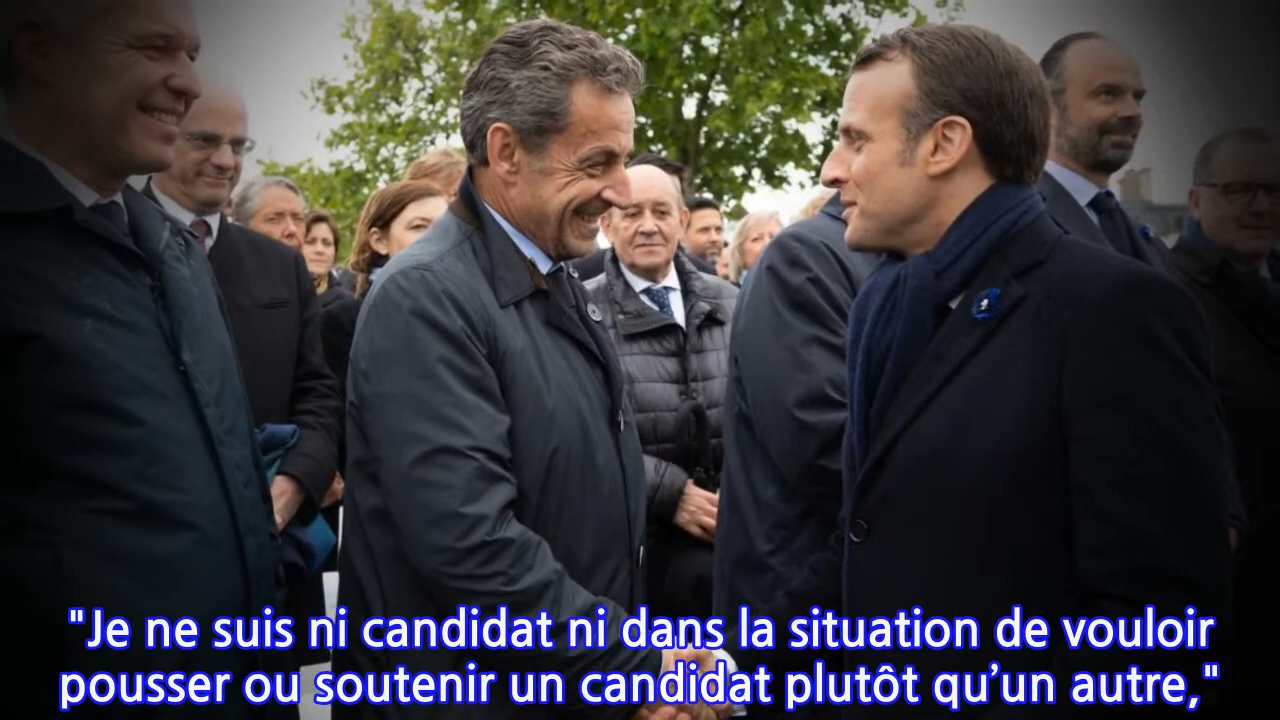 "Je ne suis ni candidat ni dans la situation de vouloir
pousser ou soutenir un candidat plutôt qu’un autre,"